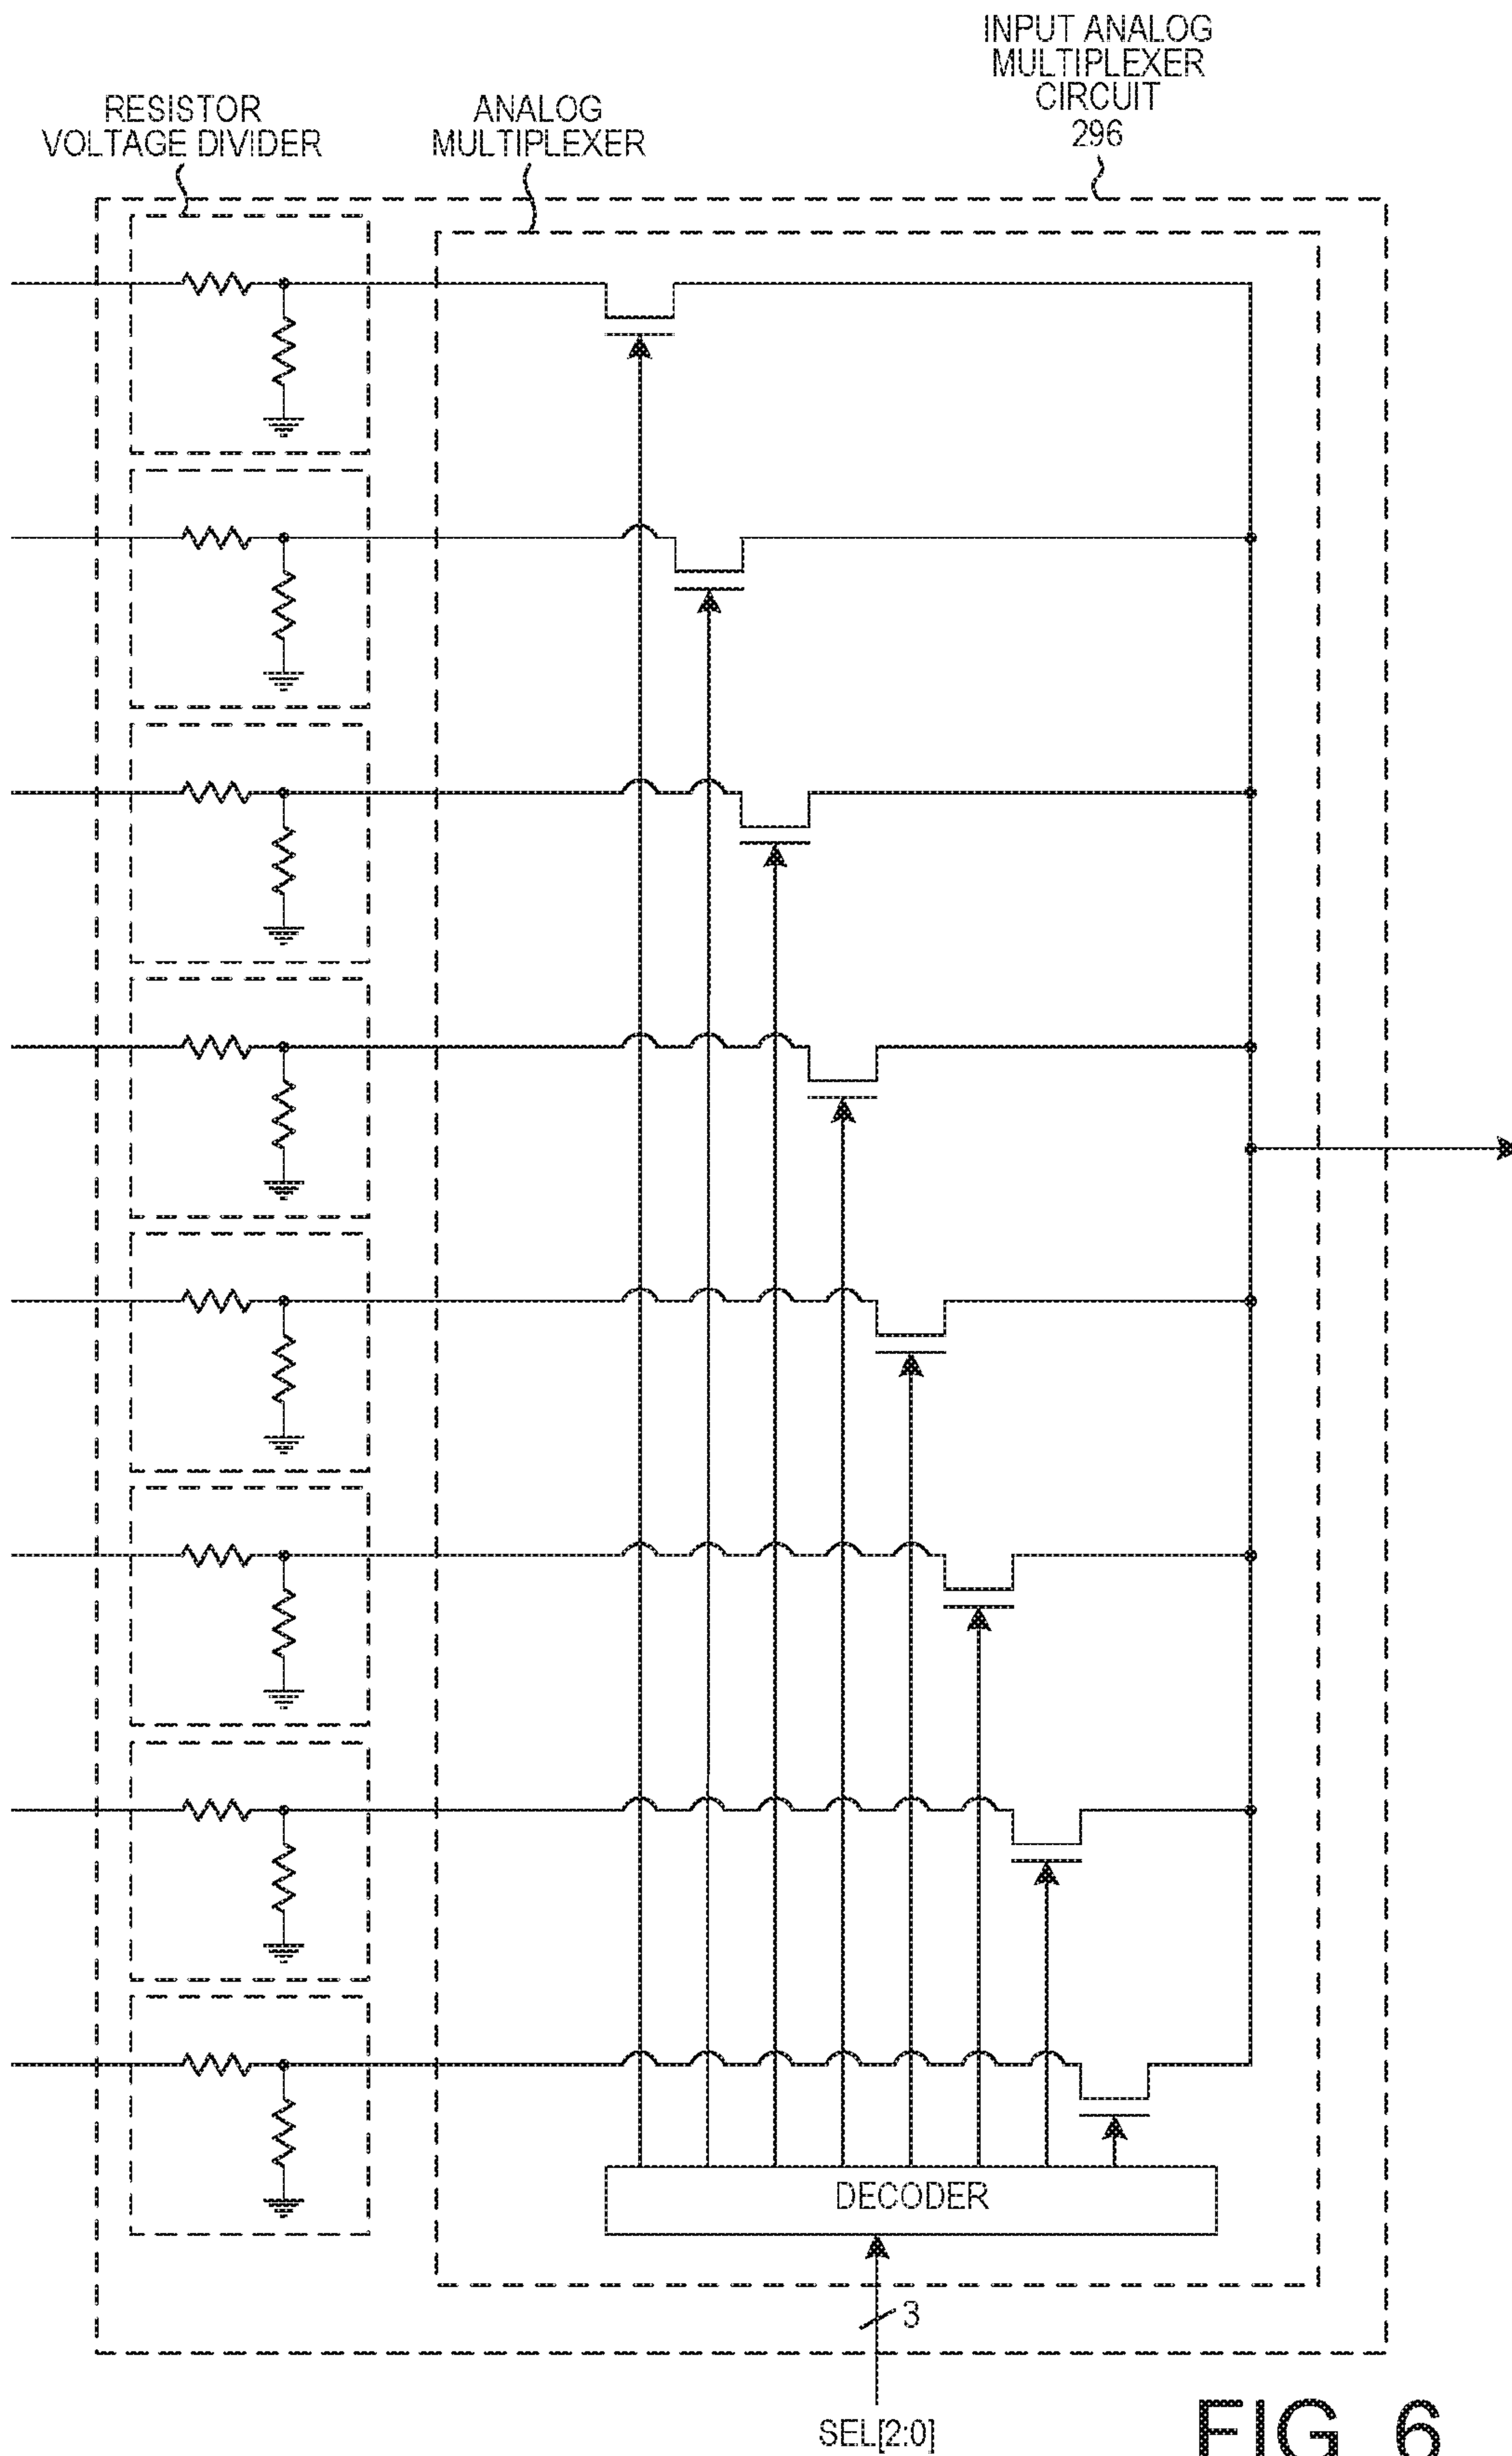 INPUT ANALOG
MULTIPLEXER
CIRCUIT
296
RESISTOR
VOLTAGE DIVIDER
ANALOG
MULTIPLEXER
DECODER
3
SEL[2:0]
FIG. 6